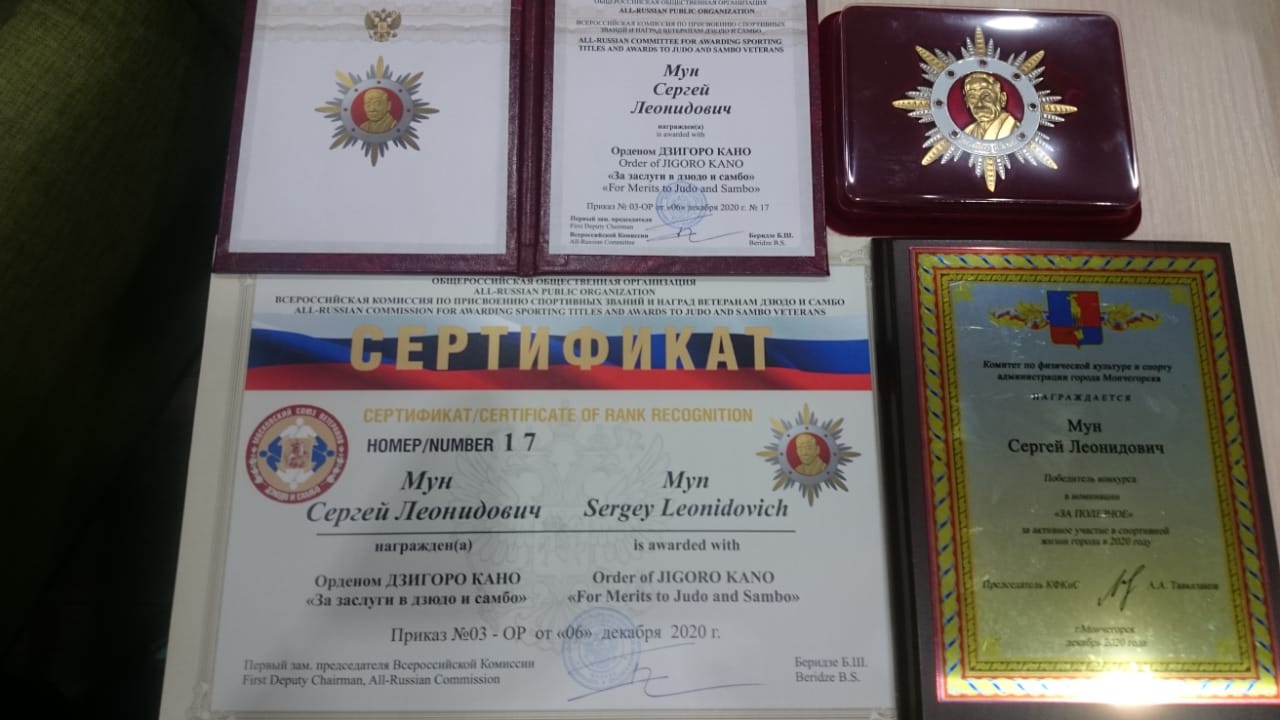 ОБЩЕРОССИЙСКАЯ ОБЩЕСТВЕННАЯ ОРГАНИЗАЦИЯ
ALL-RUSSIAN PUBLIC ORGANIZATION
ВСЕРОССИЙСКАЯ КОМИССИЯ ПО ПРИСВОЕНИЮ СПОРТИВНЫХ
ЗВАНИЙ И НАГРАД ВЕТЕРАНАМ ДЗЮДО И САМБО
ALL-RUSSIAN COMMITTEE FOR AWARDING SPORTING
TITLES AND AWARDS TO JUDO AND SAMBO VETERANS
Мун
Сергей
Леонидович
награжден(а)
is awarded with
Орденом ДЗИГОРО КАНО
Order of JIGORO KANO
«За заслуги в дзюдо и самбо»
«For Merits to Judo and Sambo»
Приказ № 03-ОР от «06» декабря 2020 г. № 17
Первый зам. председателя
First Deputy Chairman
Всероссийской Комиссии
All-Russian Committee
Беридзе Б.Ш.
Beridze B.S.
ОБЩЕРОССИЙСКАЯ ОБЩЕСТВЕННАЯ ОРГАНИЗАЦИЯ
ALL-RUSSIAN PUBLIC ORGANIZATION
ВСЕРОССИЙСКАЯ КОМИССИЯ ПО ПРИСВОЕНИЮ СПОРТИВНЫХ ЗВАНИЙ И НАГРАД ВЕТЕРАНАМ ДЗЮДО И САМБО
ALL-RUSSIAN COMMISSION FOR AWARDING SPORTING TITLES AND AWARDS TO JUDO AND SAMBO VETERANS
СЕРТИФИКАТ
СЕРТИФИКАТ/CERTIFICATE OF RANK RECOGNITION
НОМЕР/NUMBER 17
МОСКОВСКИЙ СОЮЗ ВЕТЕРАНОВ
ДЗЮДО И САМБО
Мун
Сергей Леонидович
награжден(а)
Орденом ДЗИГОРО КАНО
«За заслуги в дзюдо и самбо»
Мун
Sergey Leonidovich
is awarded with
Order of JIGORO KANO
«For Merits to Judo and Sambo»
Приказ №03 - ОР от «06» декабря 2020 г.
Первый зам. председателя Всероссийской Комиссии
First Deputy Chairman, All-Russian Commission
Беридзе Б.Ш.
Beridze B.S.
Комитет по физической культуре и спорту
администрации города Мончегорска
НАГРАЖДАЕТСЯ
Мун
Сергей Леонидович
Победитель конкурса
в номинации
«ЗА ПОЛЕЗНОЕ»
за активное участие в спортивной
жизни города в 2020 году
Председатель КФКиС
А.А.
г.Мончегорск
декабрь 2020 года